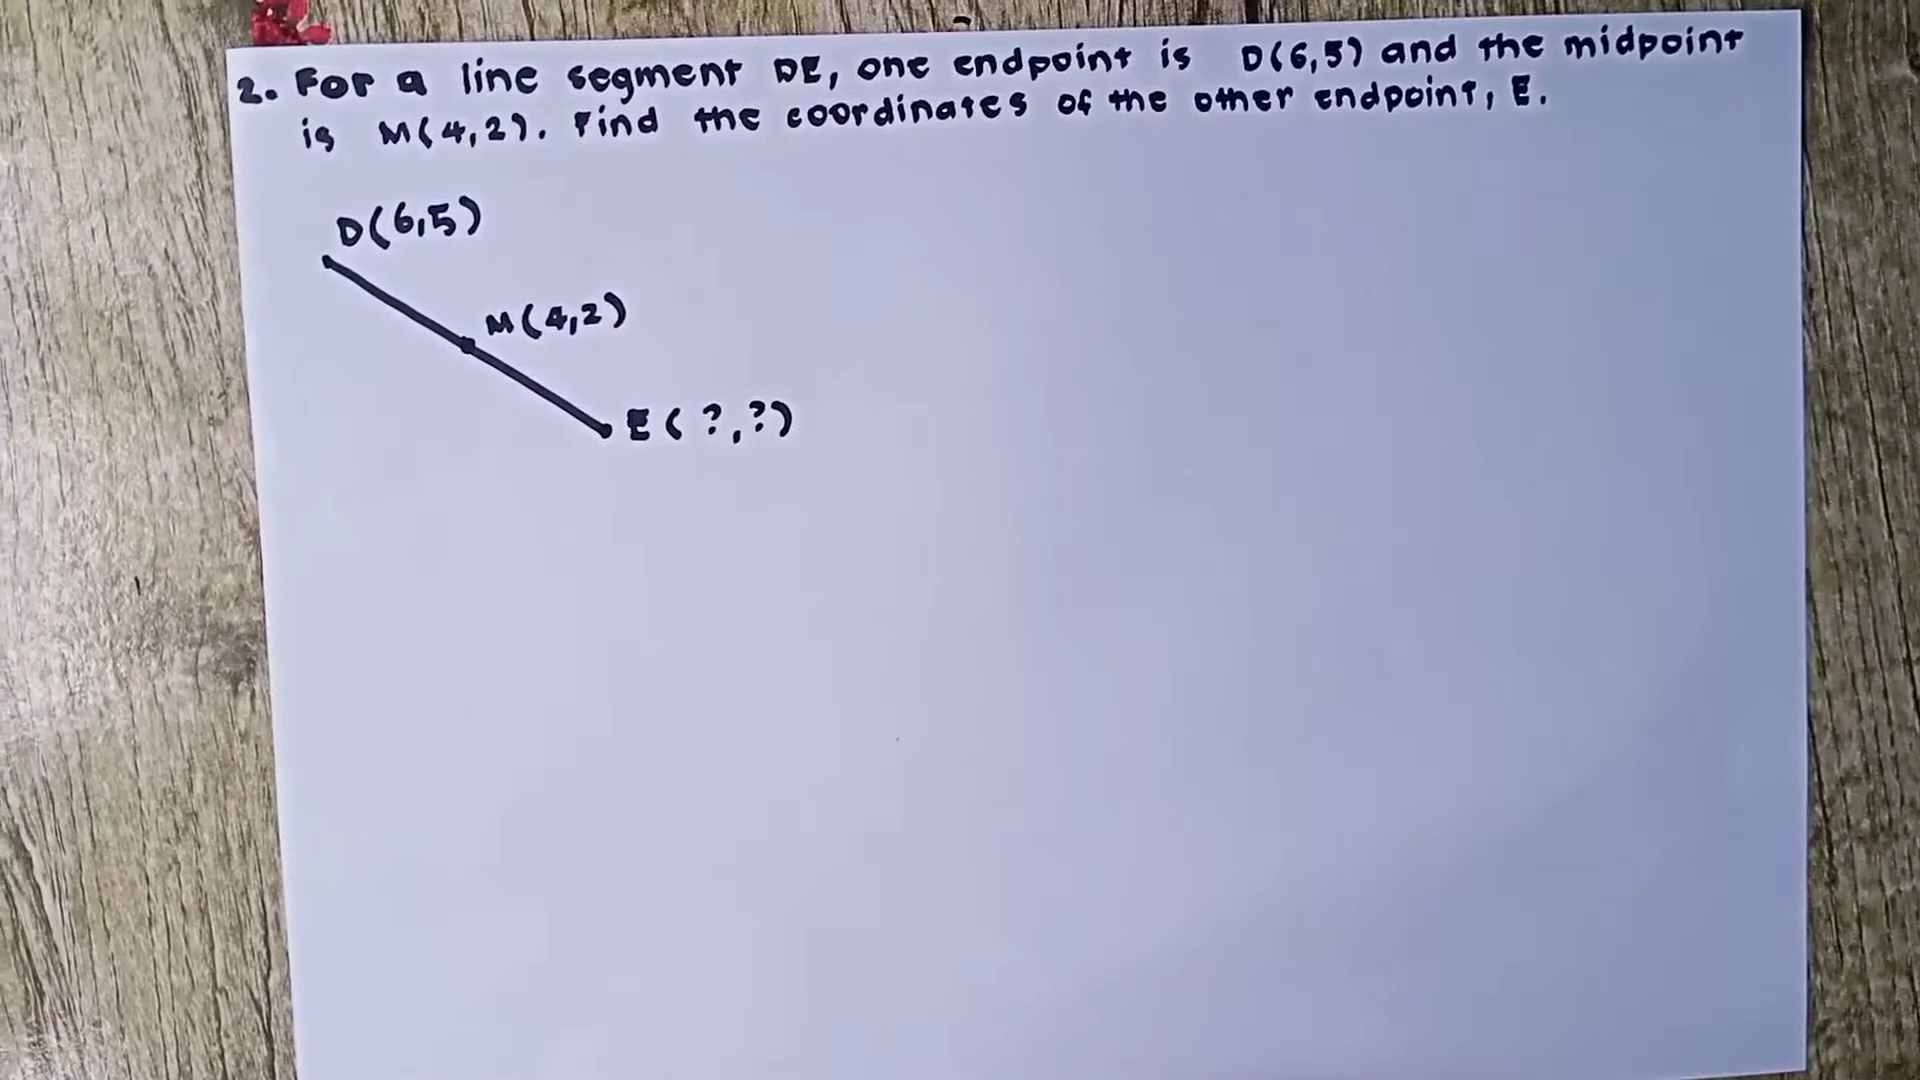 2. For a line segment DE, one endpoint is D(6,5) and the midpoint
is M(4,2). Find the coordinates of the other endpoint, E.
D(6,5)
M(4,2)
E(?,?)